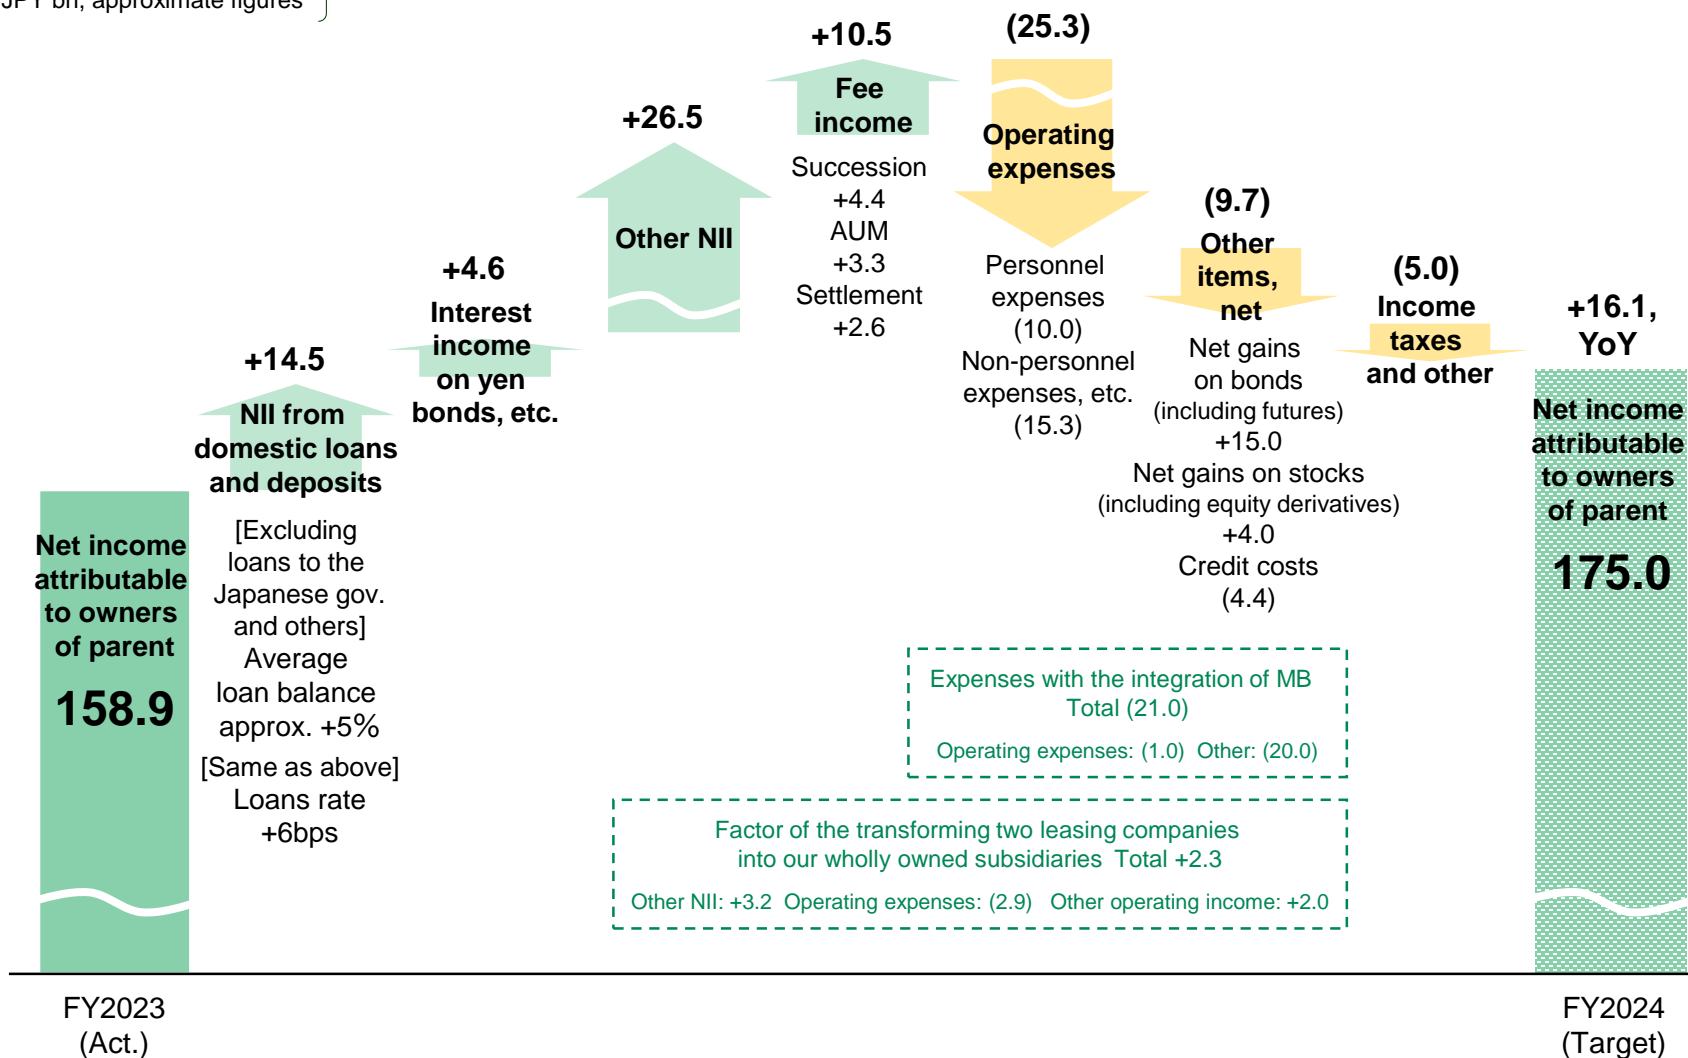 JPY bn, approximate figures
Net income
attributable
to owners
of parent
158.9
+14.5
NII from
domestic loans
and deposits
[Excluding
loans to the
Japanese gov.
and others]
Average
loan balance
approx. +5%
[Same as above]
Loans rate
+6bps
+4.6
Interest
income
on yen
bonds, etc.
+26.5
Other NII
+10.5
Fee
income
Succession
+4.4
AUM
+3.3
Settlement
+2.6
(25.3)
Operating
expenses
Personnel
expenses
(10.0)
Non-personnel
expenses, etc.
(15.3)
(9.7)
Other
items,
net
Net gains
on bonds
(including futures)
+15.0
Net gains on stocks
(including equity derivatives)
+4.0
Credit costs
(4.4)
(5.0)
Income
taxes
and other
+16.1,
YoY
Net income
attributable
to owners
of parent
175.0
Expenses with the integration of MB
Total (21.0)
Operating expenses: (1.0) Other: (20.0)
Factor of the transforming two leasing companies
into our wholly owned subsidiaries Total +2.3
Other NII: +3.2 Operating expenses: (2.9) Other operating income: +2.0
FY2023
(Act.)
FY2024
(Target)